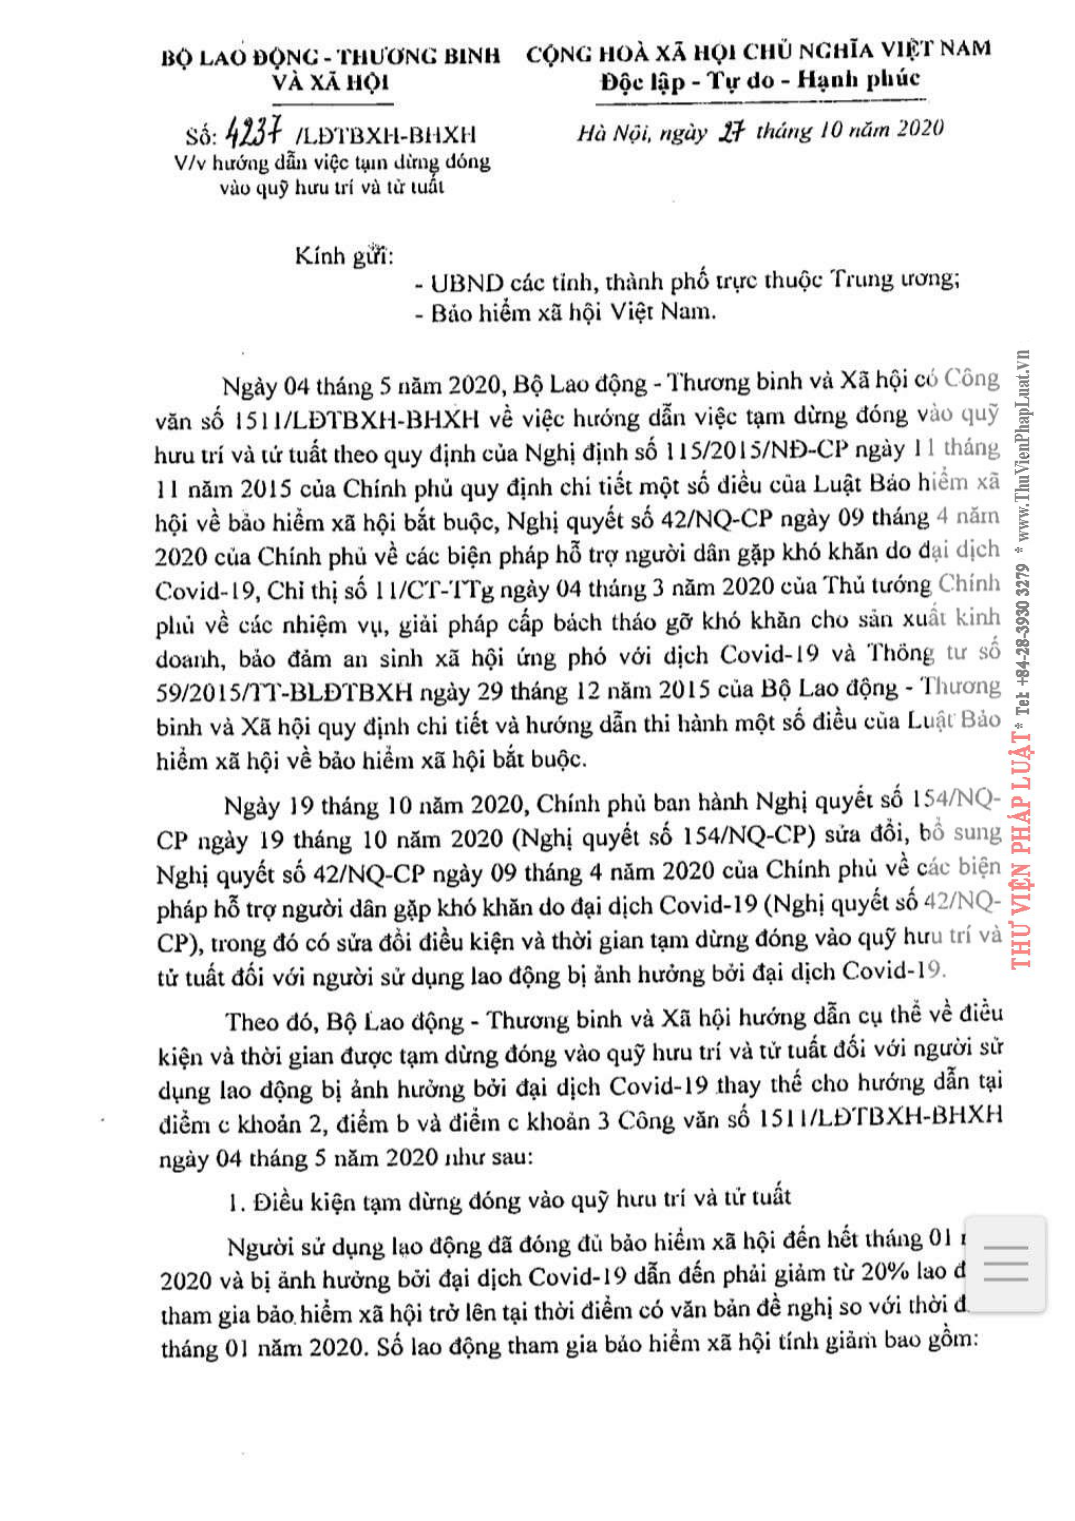 BỘ LAO ĐỘNG - THƯƠNG BINH
VÀ XÃ HỘI
CỘNG HOÀ XÃ HỘI CHỦ NGHĨA VIỆT NAM
Độc lập - Tự do - Hạnh phúc
Số: 4237 /LĐTBXH-BHXH
V/v hướng dẫn việc tạm dừng đóng
vào quỹ hưu trí và tử tuất
Hà Nội, ngày 27 tháng 10 năm 2020
Kính gửi:
- UBND các tỉnh, thành phố trực thuộc Trung ương;
- Bảo hiểm xã hội Việt Nam.
Ngày 04 tháng 5 năm 2020, Bộ Lao động - Thương binh và Xã hội có Công
văn số 1511/LĐTBXH-BHXH về việc hướng dẫn việc tạm dừng đóng vào quỹ
hưu trí và tử tuất theo quy định của Nghị định số 115/2015/NĐ-CP ngày 11 tháng
11 năm 2015 của Chính phủ quy định chi tiết một số điều của Luật Bảo hiểm xã
hội về bảo hiểm xã hội bắt buộc, Nghị quyết số 42/NQ-CP ngày 09 tháng 4 năm
2020 của Chính phủ về các biện pháp hỗ trợ người dân gặp khó khăn do đại dịch
Covid-19, Chỉ thị số 11/CT-TTg ngày 04 tháng 3 năm 2020 của Thủ tướng Chính
phủ về các nhiệm vụ, giải pháp cấp bách tháo gỡ khó khăn cho sản xuất kinh
doanh, bảo đảm an sinh xã hội ứng phó với dịch Covid-19 và Thông tư số
59/2015/TT-BLĐTBXH ngày 29 tháng 12 năm 2015 của Bộ Lao động - Thương
binh và Xã hội quy định chi tiết và hướng dẫn thi hành một số điều của Luật Bảo
hiểm xã hội về bảo hiểm xã hội bắt buộc.
Ngày 19 tháng 10 năm 2020, Chính phủ ban hành Nghị quyết số 154/NQ-
CP ngày 19 tháng 10 năm 2020 (Nghị quyết số 154/NQ-CP) sửa đổi, bổ sung
Nghị quyết số 42/NQ-CP ngày 09 tháng 4 năm 2020 của Chính phủ về các biện
pháp hỗ trợ người dân gặp khó khăn do đại dịch Covid-19 (Nghị quyết số 42/NQ-
CP), trong đó có sửa đổi điều kiện và thời gian tạm dừng đóng vào quỹ hưu trí và
tử tuất đối với người sử dụng lao động bị ảnh hưởng bởi đại dịch Covid-19.
Theo đó, Bộ Lao động - Thương binh và Xã hội hướng dẫn cụ thể về điều
kiện và thời gian được tạm dừng đóng vào quỹ hưu trí và tử tuất đối với người sử
dụng lao động bị ảnh hưởng bởi đại dịch Covid-19 thay thế cho hướng dẫn tại
điểm c khoản 2, điểm b và điểm c khoản 3 Công văn số 1511/LĐTBXH-BHXH
ngày 04 tháng 5 năm 2020 như sau:
1. Điều kiện tạm dừng đóng vào quỹ hưu trí và tử tuất
Người sử dụng lao động đã đóng đủ bảo hiểm xã hội đến hết tháng 01
2020 và bị ảnh hưởng bởi đại dịch Covid-19 dẫn đến phải giảm từ 20% lao
tham gia bảo hiểm xã hội trở lên tại thời điểm có văn bản đề nghị so với thời
tháng 01 năm 2020. Số lao động tham gia bảo hiểm xã hội tính giảm bao gồm:
THƯ VIỆN PHÁP LUẬT * Tel: +84-28-3930 3279 * www.ThuVienPhapLuat.vn